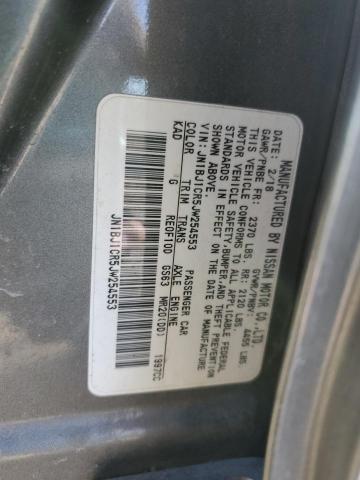 MANUFACTURED BY NISSAN MOTOR CO.,LTD.
DATE: 2/18 GVWR/PNBV: 4455 LBS.
GAWR/PNBE FR: 2370 LBS. RR: 2120 LBS.
THIS VEHICLE CONFORMS TO ALL APPLICABLE FEDERAL
MOTOR VEHICLE SAFETY,BUMPER,AND THEFT PREVENTION
STANDARDS IN EFFECT ON THE DATE OF MANUFACTURE
SHOWN ABOVE.
VIN: JN1BJ1CR5JW254553 PASSENGER CAR
COLOR TRIM TRANS AXLE ENGINE
KAD G RE0F10D GS63 MR20(DD) 1997CC
JN1BJ1CR5JW254553